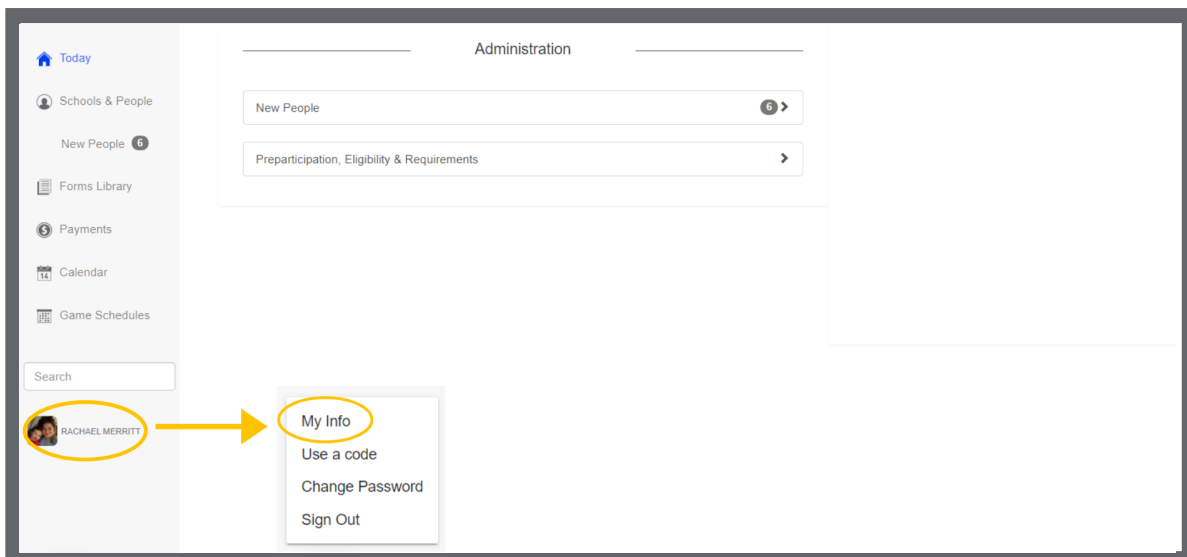 Today
Schools & People
New People 6
Forms Library
Payments
14 Calendar
Game Schedules
Search
RACHAEL MERRITT
Administration
New People 6
Preparticipation, Eligibility & Requirements
My Info
Use a code
Change Password
Sign Out